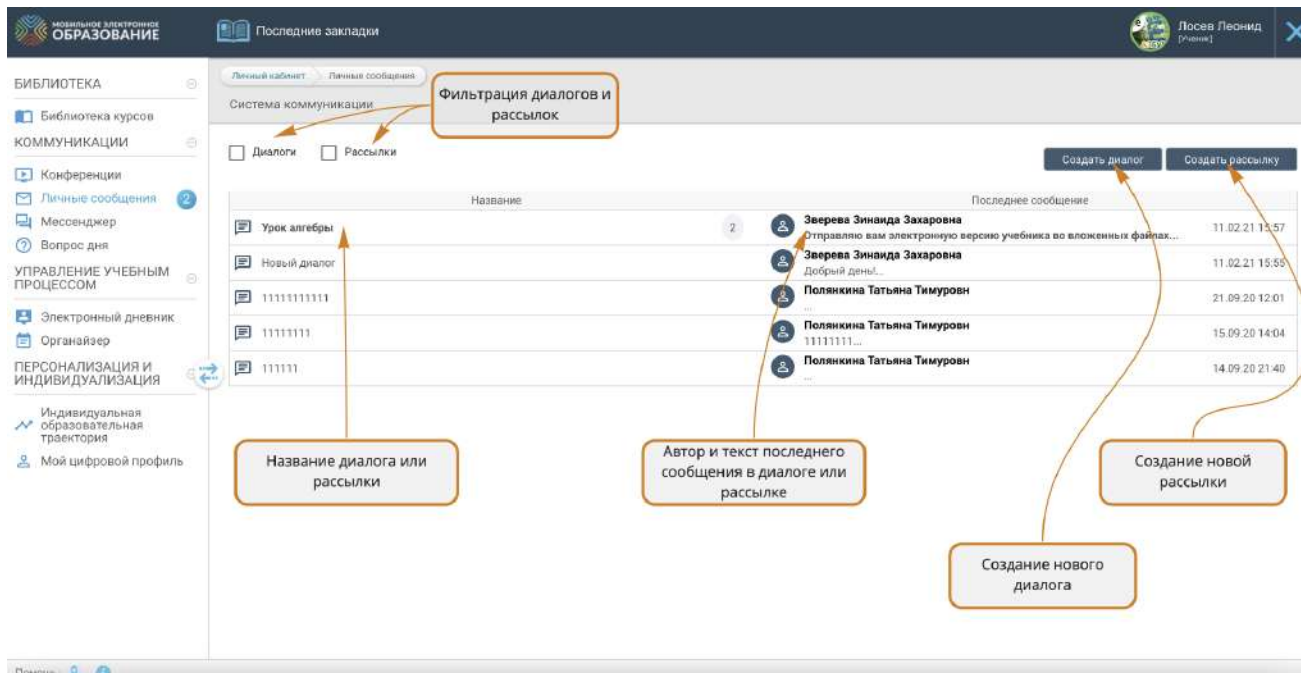 МОБИЛЬНОЕ ЭЛЕКТРОННОЕ
ОБРАЗОВАНИЕ
Последние закладки
Лосев Леонид
[Ученик]
БИБЛИОТЕКА
Библиотека курсов
КОММУНИКАЦИИ
Конференции
Личные сообщения 2
Мессенджер
Вопрос дня
УПРАВЛЕНИЕ УЧЕБНЫМ
ПРОЦЕССОМ
Электронный дневник
Органайзер
ПЕРСОНАЛИЗАЦИЯ И
ИНДИВИДУАЛИЗАЦИЯ
Индивидуальная
образовательная
траектория
Мой цифровой профиль
Личный кабинет Личные сообщения
Система коммуникации
Фильтрация диалогов и
рассылок
Диалоги Рассылки
Создать диалог Создать рассылку
Название Последнее сообщение
Урок алгебры 2 Зверева Зинаида Захаровна 11.02.21 15:57
Отправляю вам электронную версию учебника во вложенных файлах...
Новый диалог Зверева Зинаида Захаровна 11.02.21 15:55
Добрый день!...
11111111111 Полянкина Татьяна Тимуровн 21.09.20 12:01
...
11111111 Полянкина Татьяна Тимуровн 15.09.20 14:04
11111111...
111111 Полянкина Татьяна Тимуровн 14.09.20 21:40
...
Название диалога или
рассылки
Автор и текст последнего
сообщения в диалоге или
рассылке
Создание новой
рассылки
Создание нового
диалога